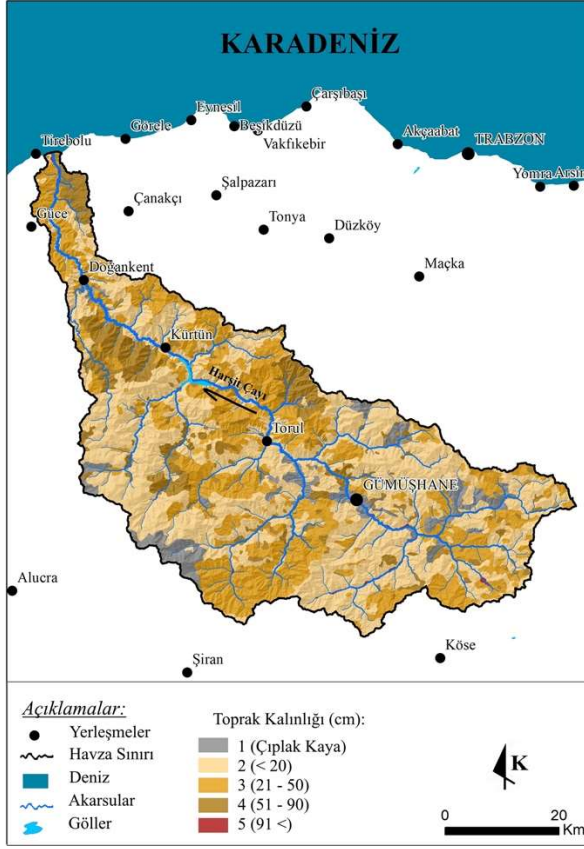 KARADENİZ
Çarşıbaşı
Eynesil
Beşikdüzü
Görele
Vakfıkebir
Akçaabat
TRABZON
Tirebolu
Yomra Arsin
Şalpazarı
Çanakçı
Güce
Tonya
Düzköy
Maçka
Doğankent
Kürtün
Harşit Çayı
Torul
GÜMÜŞHANE
Alucra
Köse
Şiran
Açıklamalar:
Yerleşmeler
Havza Sınırı
Deniz
Akarsular
Göller
Toprak Kalınlığı (cm):
1 (Çıplak Kaya)
2 (< 20)
3 (21 - 50)
4 (51 - 90)
5 (91 <)
K
0 20
Km